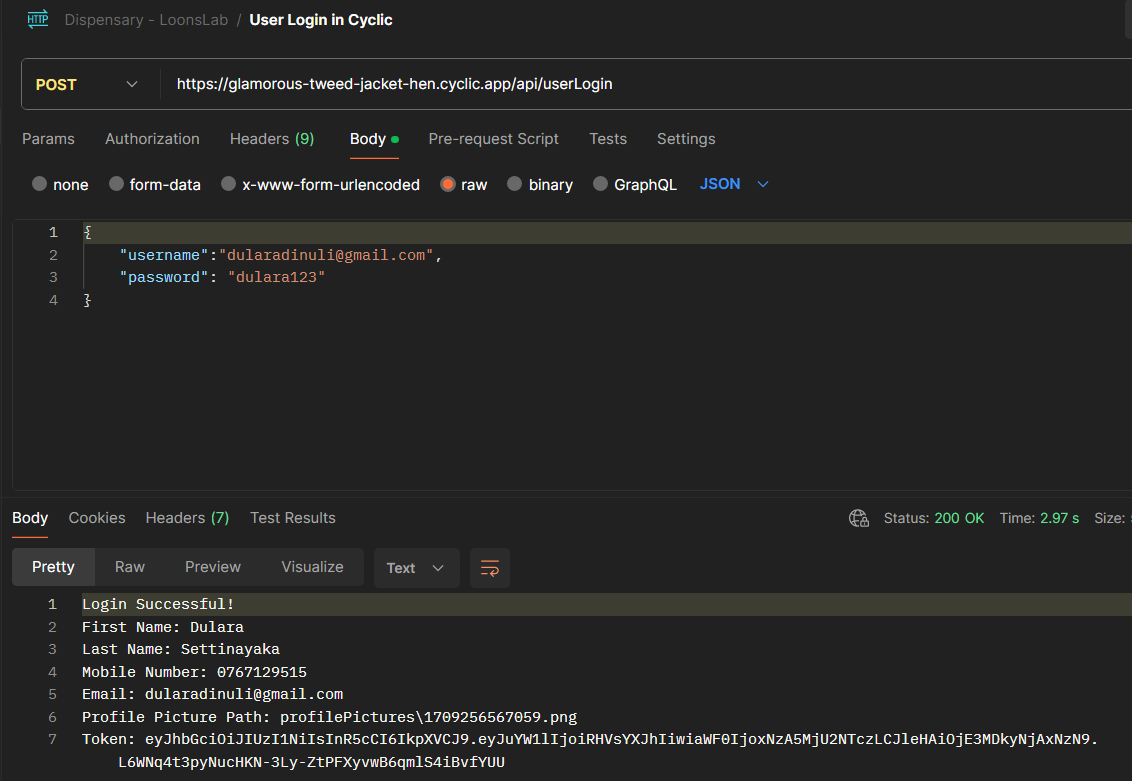 HTTP Dispensary - LoonsLab / User Login in Cyclic
POST https://glamorous-tweed-jacket-hen.cyclic.app/api/userLogin
Params Authorization Headers (9) Body Pre-request Script Tests Settings
none form-data x-www-form-urlencoded raw binary GraphQL JSON
1 {
2 "username":"dularadinuli@gmail.com",
3 "password": "dulara123"
4 }
Body Cookies Headers (7) Test Results Status: 200 OK Time: 2.97 s Size:
Pretty Raw Preview Visualize Text
1 Login Successful!
2 First Name: Dulara
3 Last Name: Settinayaka
4 Mobile Number: 0767129515
5 Email: dularadinuli@gmail.com
6 Profile Picture Path: profilePictures\1709256567059.png
7 Token: eyJhbGciOiJIUzI1NiIsInR5cCI6IkpXVCJ9.eyJuYW1lIjoiRHVsYXJhIiwiaWF0IjoxNzA5MjU2NTczLCJleHAiOjE3MDkyNjAxNzN9.
L6WNq4t3pyNucHKN-3Ly-ZtPFXyvwB6qmlS4iBvfYUU